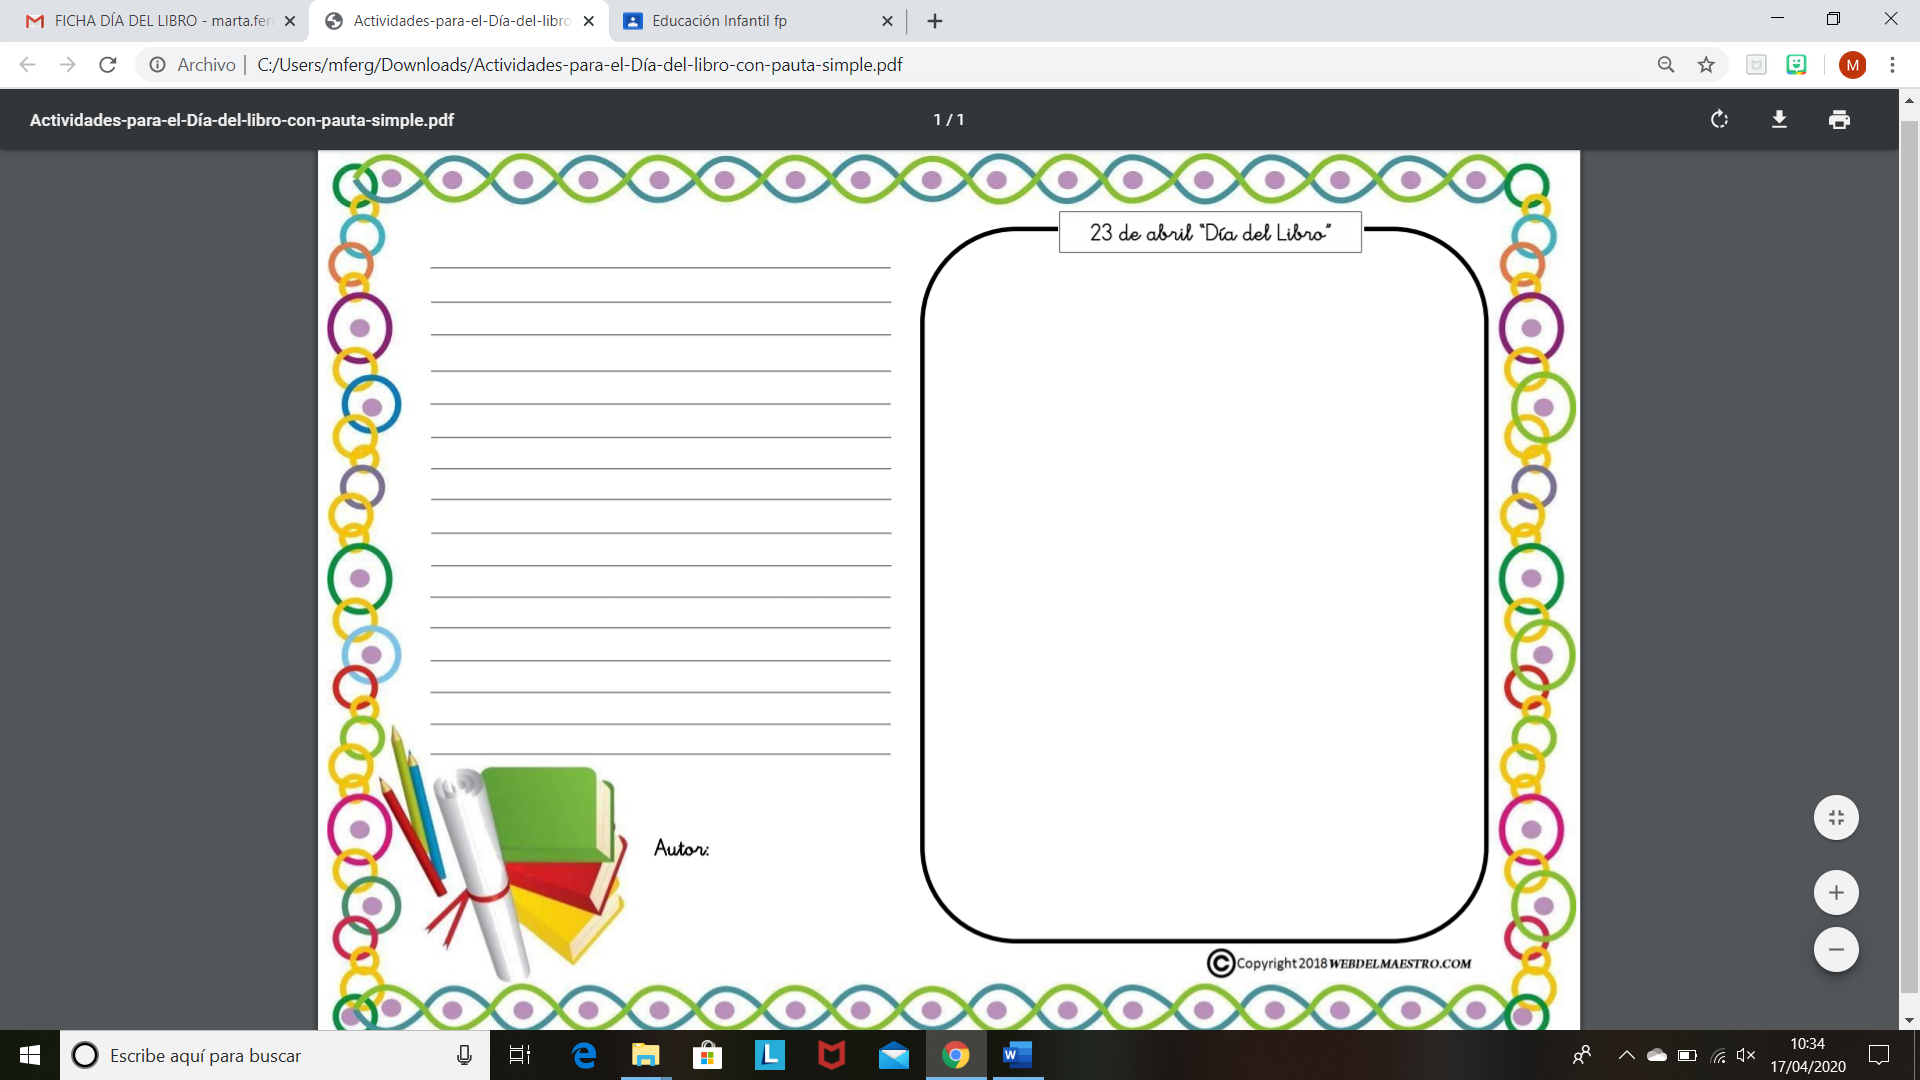 FICHA DÍA DEL LIBRO - marta.fer
Actividades-para-el-Día-del-libro
Educación Infantil fp
Archivo
C:/Users/mferg/Downloads/Actividades-para-el-Día-del-libro-con-pauta-simple.pdf
M
Actividades-para-el-Día-del-libro-con-pauta-simple.pdf
1 / 1
23 de abril "Día del Libro"
Autor:
© Copyright 2018 WEBDELMAESTRO.COM
Escribe aquí para buscar
L
W
10:34
17/04/2020